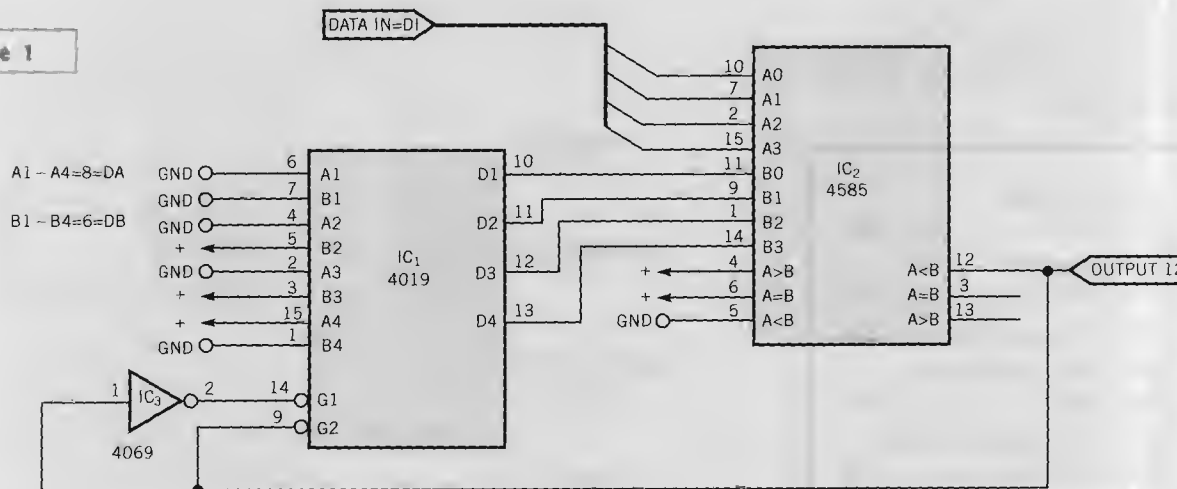 e 1
DATA IN=DI
A1-A4=8=DA
B1-B4=6=DB
GND
GND
GND
+
GND
+
+
GND
6
7
4
5
2
3
15
1
14
9
A1
B1
A2
B2
A3
B3
A4
B4
G1
G2
IC1
4019
D1
D2
D3
D4
10
11
12
13
1
IC3
2
4069
10
7
2
15
11
9
1
14
4
6
5
+
+
GND
A0
A1
A2
A3
B0
B1
B2
B3
A>B
A=B
A<B
IC2
4585
A<B
A=B
A>B
12
3
13
OUTPUT 12